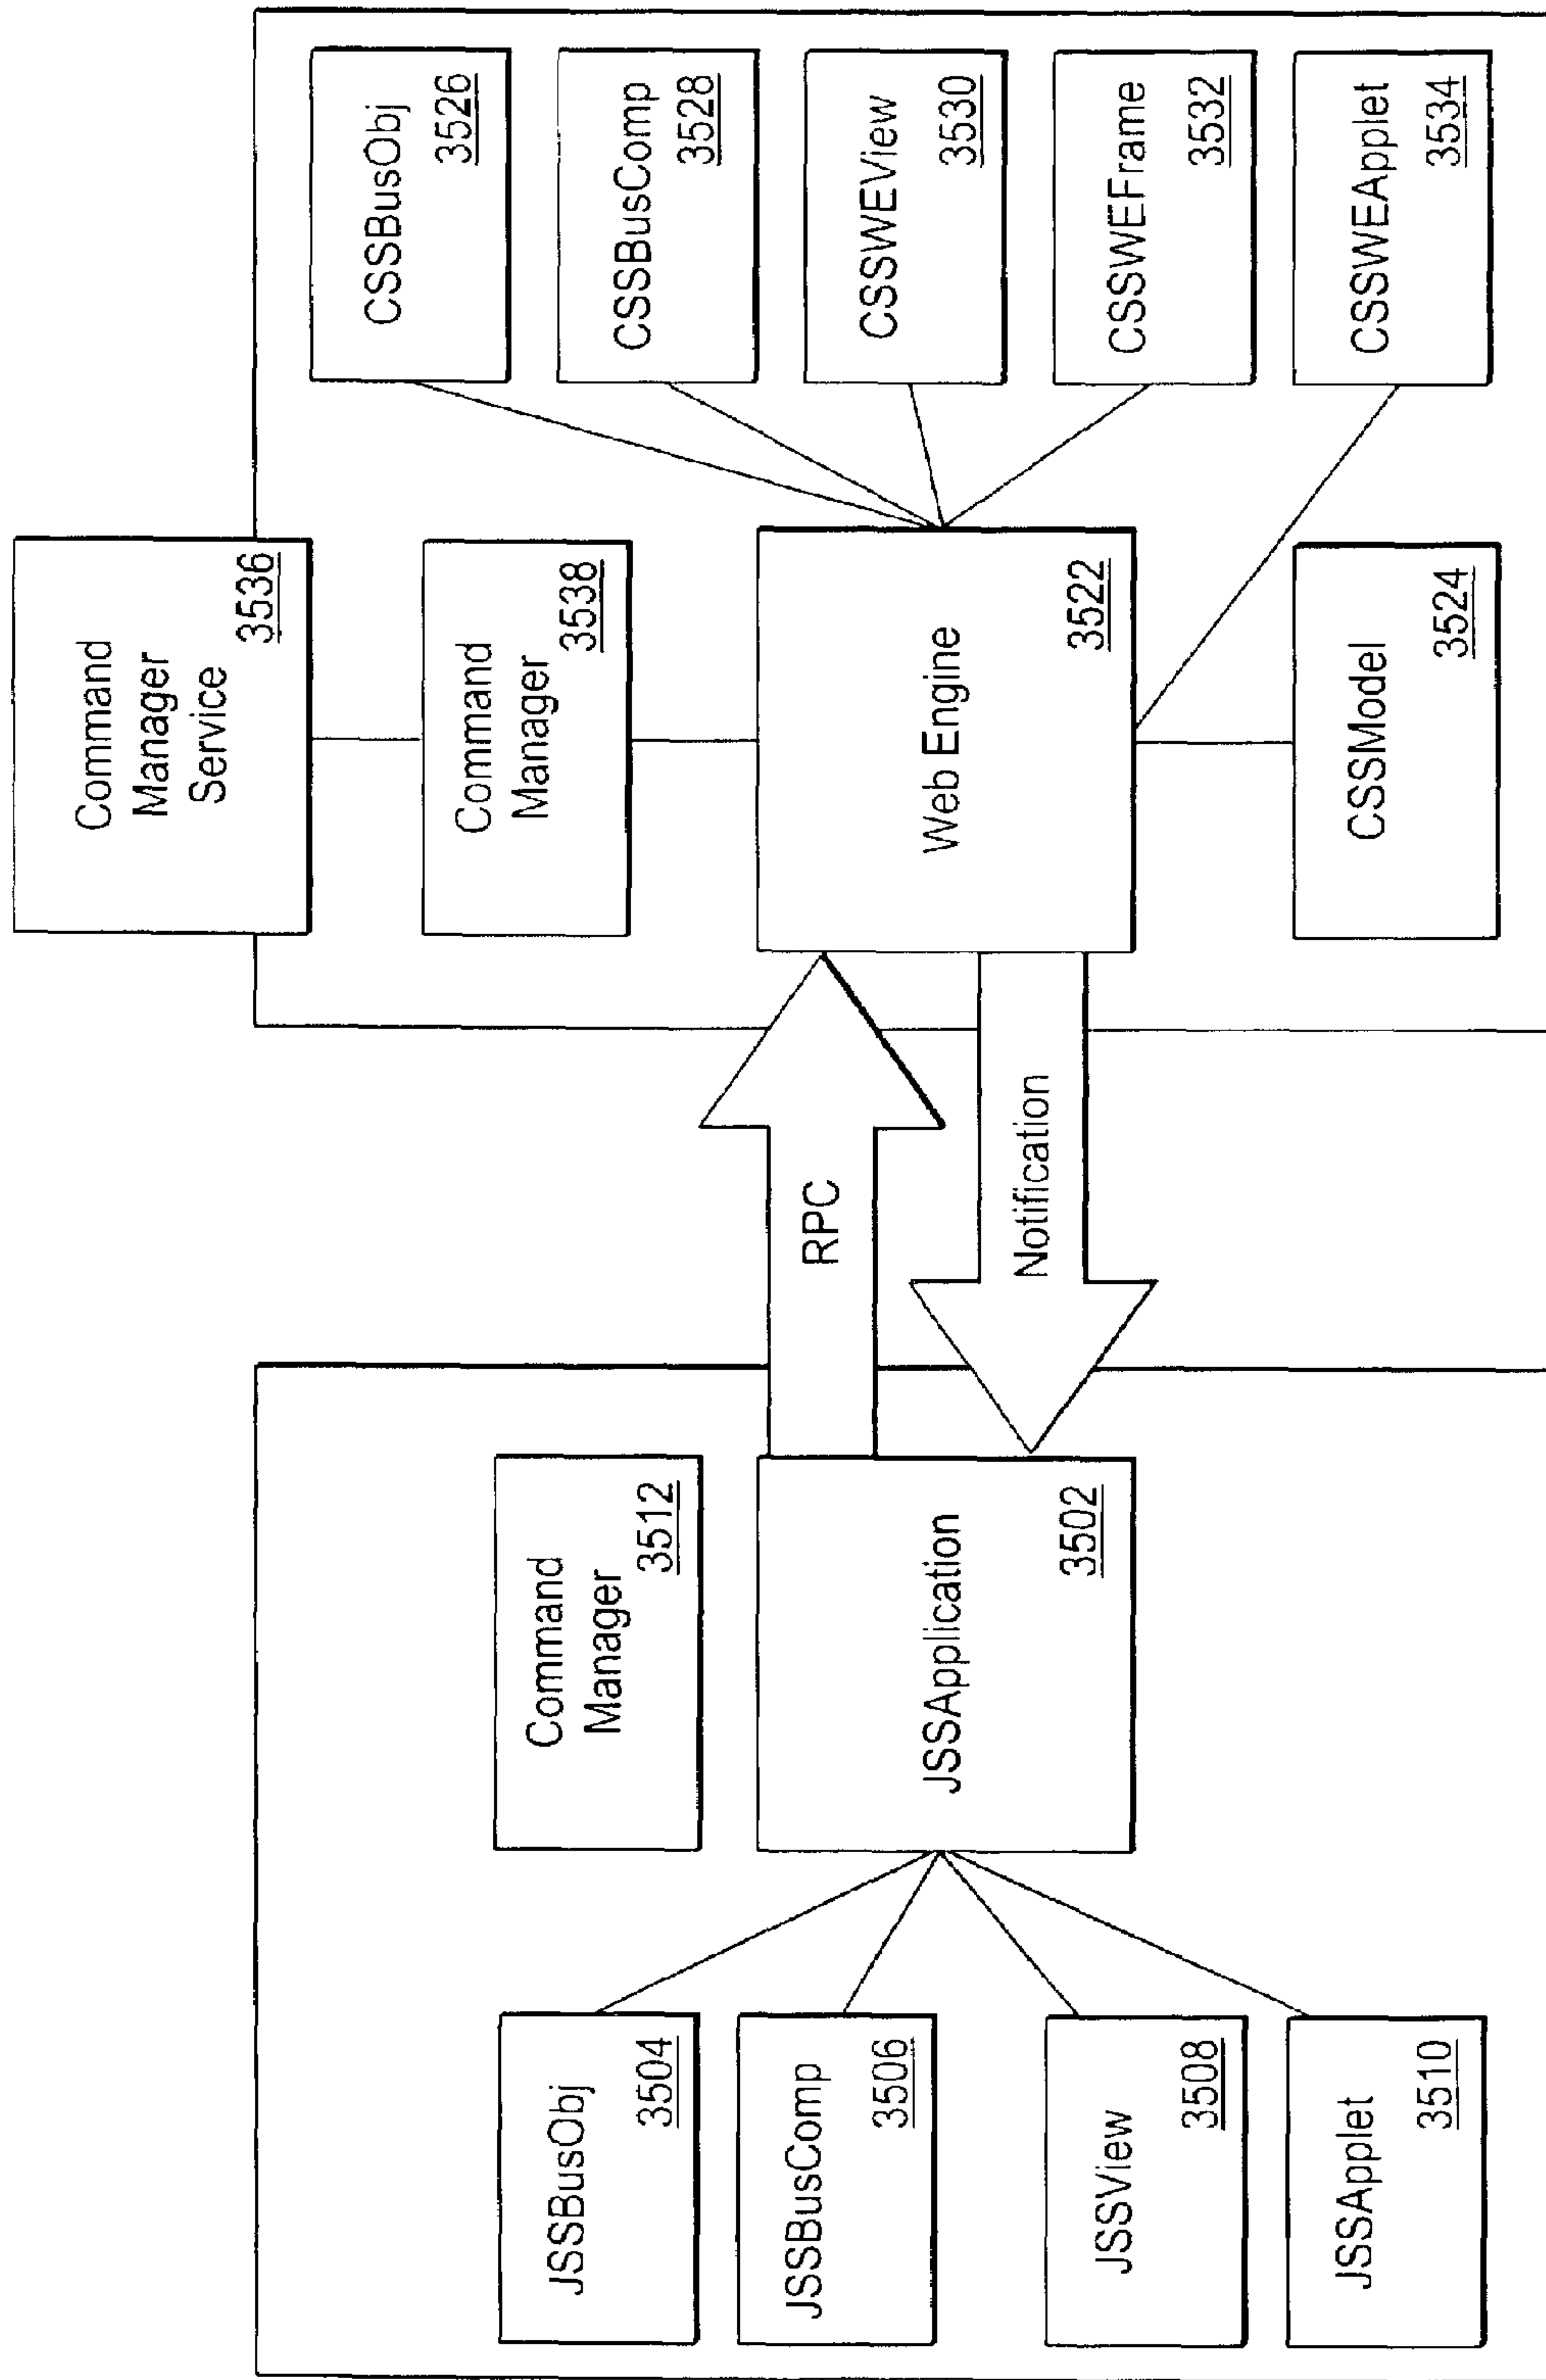 Command
Manager
Service
3536
Command
Manager
3512
Command
Manager
3538
JSSBusObj
3504
JSSBusComp
3506
JSSView
3508
JSSApplet
3510
JSSApplication
3502
RPC
Notification
Web Engine
3522
CSSModel
3524
CSSBusObj
3526
CSSBusComp
3528
CSSWEView
3530
CSSWEFrame
3532
CSSWEApplet
3534